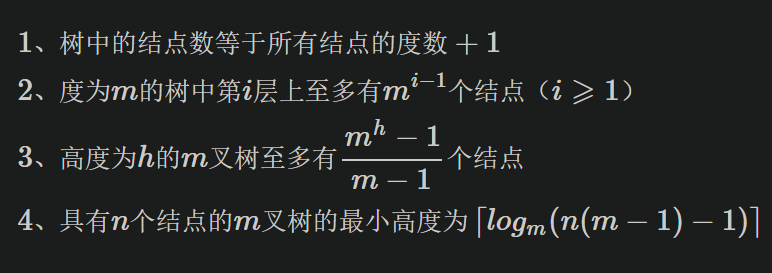 1、树中的结点数等于所有结点的度数 + 1
2、度为m的树中第i层上至多有m^{i-1}个结点（i ⩾ 1）
3、高度为h的m叉树至多有\frac{m^h - 1}{m - 1}个结点
4、具有n个结点的m叉树的最小高度为⌈log_m(n(m - 1) - 1)⌉